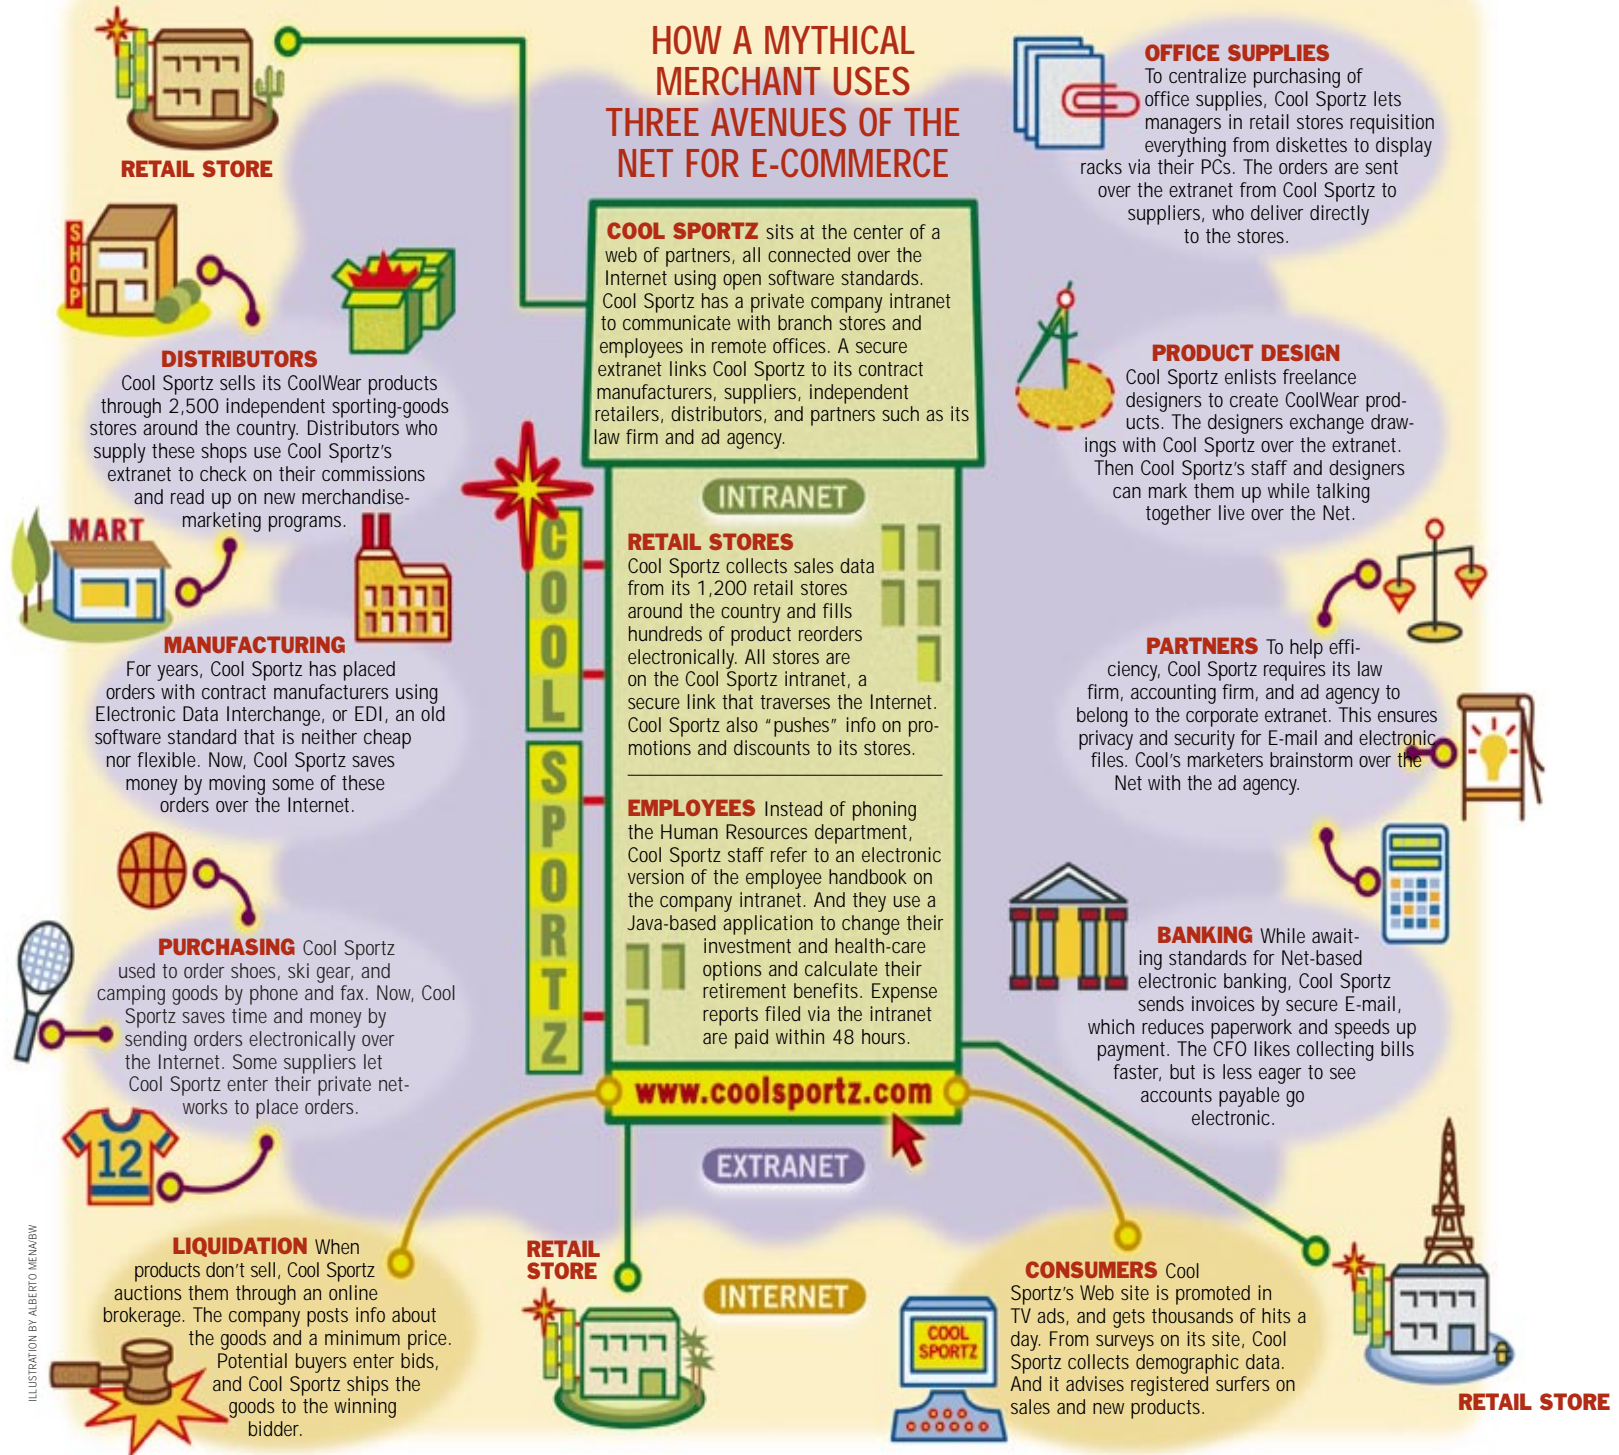 HOW A MYTHICAL
MERCHANT USES
THREE AVENUES OF THE
NET FOR E-COMMERCE
RETAIL STORE
COOL SPORTZ sits at the center of a
web of partners, all connected over the
Internet using open software standards.
Cool Sportz has a private company intranet
to communicate with branch stores and
employees in remote offices. A secure
extranet links Cool Sportz to its contract
manufacturers, suppliers, independent
retailers, distributors, and partners such as its
law firm and ad agency.
OFFICE SUPPLIES
To centralize purchasing of
office supplies, Cool Sportz lets
managers in retail stores requisition
everything from diskettes to display
racks via their PCs. The orders are sent
over the extranet from Cool Sportz to
suppliers, who deliver directly
to the stores.
SHOP
DISTRIBUTORS
Cool Sportz sells its CoolWear products
through 2,500 independent sporting-goods
stores around the country. Distributors who
supply these shops use Cool Sportz's
extranet to check on their commissions
and read up on new merchandise-
marketing programs.
PRODUCT DESIGN
Cool Sportz enlists freelance
designers to create CoolWear prod-
ucts. The designers exchange draw-
ings with Cool Sportz over the extranet.
Then Cool Sportz's staff and designers
can mark them up while talking
together live over the Net.
MART
MANUFACTURING
For years, Cool Sportz has placed
orders with contract manufacturers using
Electronic Data Interchange, or EDI, an old
software standard that is neither cheap
nor flexible. Now, Cool Sportz saves
money by moving some of these
orders over the Internet.
COOL
SPORTZ
INTRANET
RETAIL STORES
Cool Sportz collects sales data
from its 1,200 retail stores
around the country and fills
hundreds of product reorders
electronically. All stores are
on the Cool Sportz intranet, a
secure link that traverses the Internet.
Cool Sportz also "pushes" info on pro-
motions and discounts to its stores.
EMPLOYEES Instead of phoning
the Human Resources department,
Cool Sportz staff refer to an electronic
version of the employee handbook on
the company intranet. And they use a
Java-based application to change their
investment and health-care
options and calculate their
retirement benefits. Expense
reports filed via the intranet
are paid within 48 hours.
www.coolsportz.com
PARTNERS To help effi-
ciency, Cool Sportz requires its law
firm, accounting firm, and ad agency to
belong to the corporate extranet. This ensures
privacy and security for E-mail and electronic
files. Cool's marketers brainstorm over the
Net with the ad agency.
PURCHASING Cool Sportz
used to order shoes, ski gear, and
camping goods by phone and fax. Now, Cool
Sportz saves time and money by
sending orders electronically over
the Internet. Some suppliers let
Cool Sportz enter their private net-
works to place orders.
12
BANKING While await-
ing standards for Net-based
electronic banking, Cool Sportz
sends invoices by secure E-mail,
which reduces paperwork and speeds up
payment. The CFO likes collecting bills
faster, but is less eager to see
accounts payable go
electronic.
EXTRANET
LIQUIDATION When
products don't sell, Cool Sportz
auctions them through an online
brokerage. The company posts info about
the goods and a minimum price.
Potential buyers enter bids,
and Cool Sportz ships the
goods to the winning
bidder.
RETAIL
STORE
INTERNET
COOL
SPORTZ
CONSUMERS Cool
Sportz's Web site is promoted in
TV ads, and gets thousands of hits a
day. From surveys on its site, Cool
Sportz collects demographic data.
And it advises registered surfers on
sales and new products.
RETAIL STORE
ILLUSTRATION BY ALBERTO MENA/BW